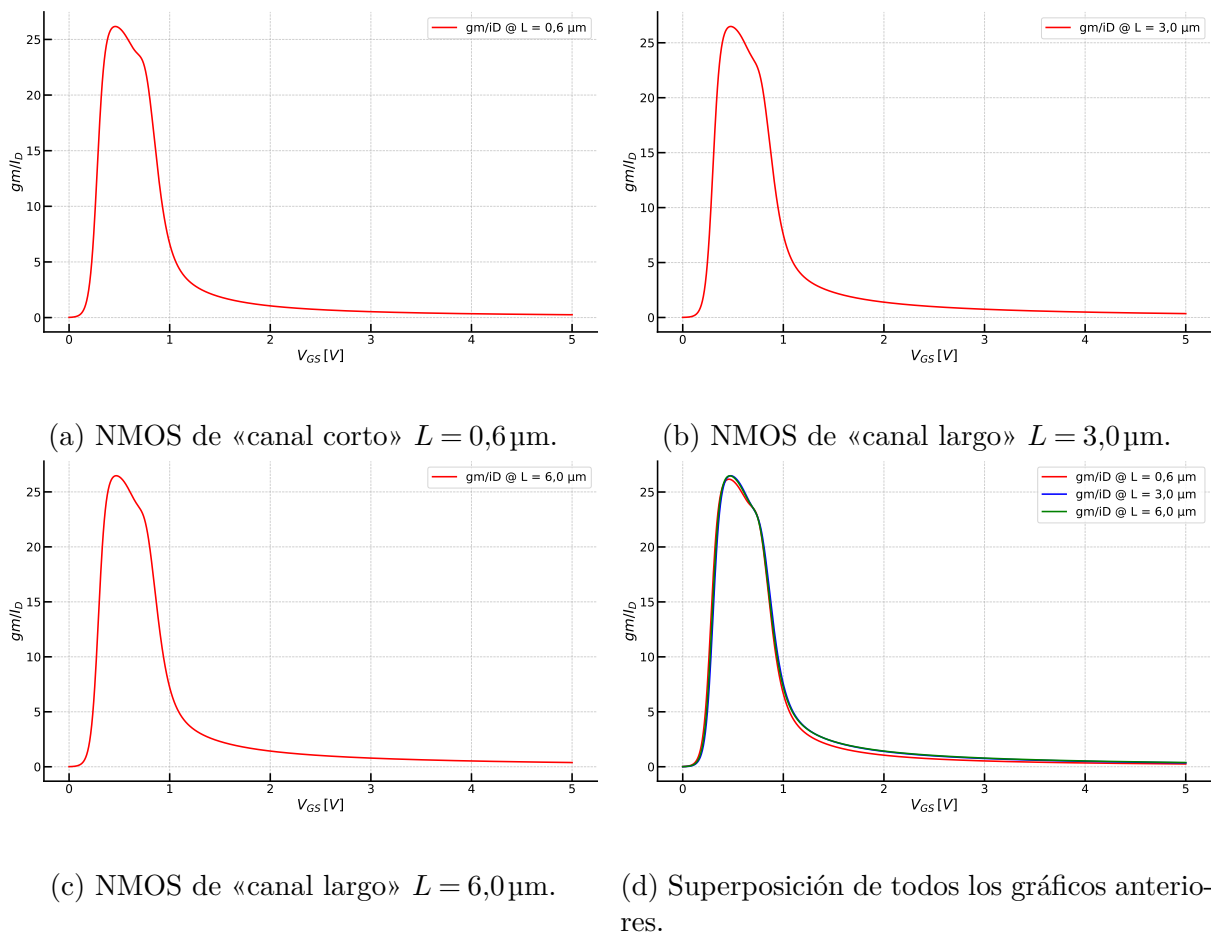 25
20
15
10
5
0
gm/I_D
0 1 2 3 4 5
V_GS [V]
gm/iD @ L = 0,6 µm
(a) NMOS de «canal corto» L = 0,6 µm.
25
20
15
10
5
0
gm/I_D
0 1 2 3 4 5
V_GS [V]
gm/iD @ L = 3,0 µm
(b) NMOS de «canal largo» L = 3,0 µm.
25
20
15
10
5
0
gm/I_D
0 1 2 3 4 5
V_GS [V]
gm/iD @ L = 6,0 µm
(c) NMOS de «canal largo» L = 6,0 µm.
25
20
15
10
5
0
gm/I_D
0 1 2 3 4 5
V_GS [V]
gm/iD @ L = 0,6 µm
gm/iD @ L = 3,0 µm
gm/iD @ L = 6,0 µm
(d) Superposición de todos los gráficos anterio-
res.